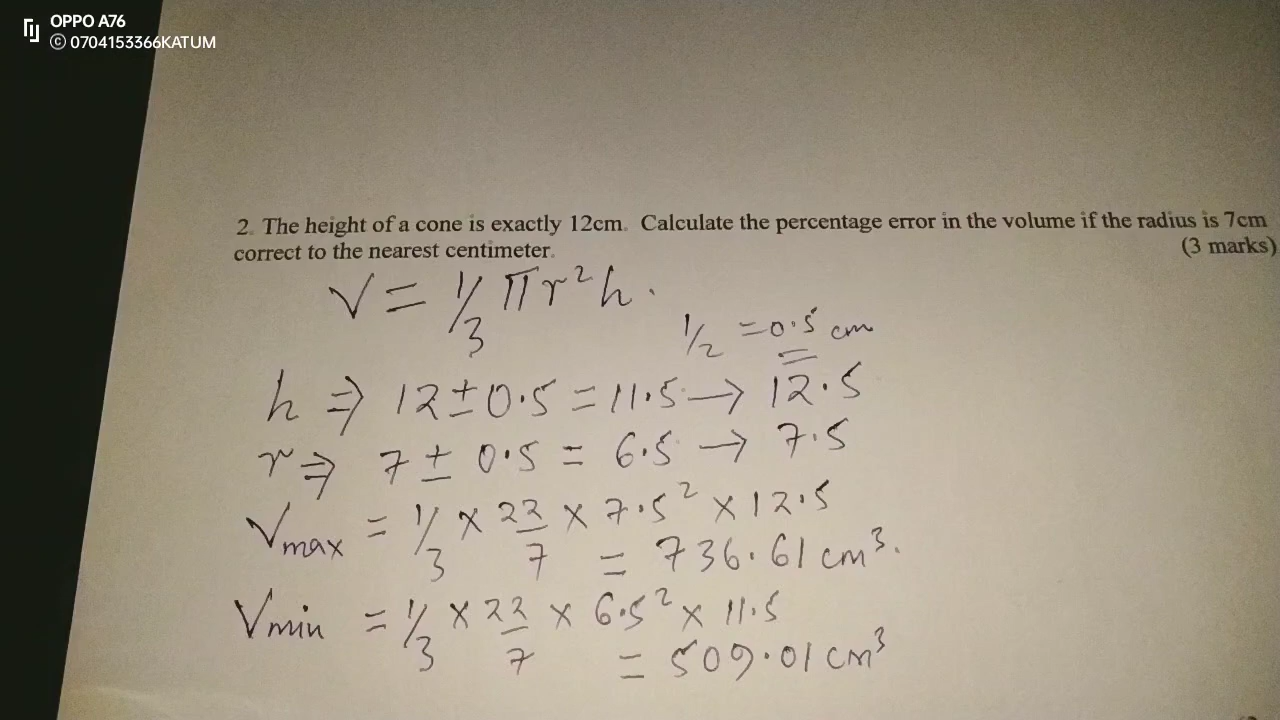 OPPO A76
© 0704153366KATUM
2. The height of a cone is exactly 12cm. Calculate the percentage error in the volume if the radius is 7cm
correct to the nearest centimeter. (3 marks)
V = 1/3 πr²h.
1/2 = 0.5 cm
h ⇒ 12 ± 0.5 = 11.5 → 12.5
r ⇒ 7 ± 0.5 = 6.5 → 7.5
Vmax = 1/3 × 22/7 × 7.5² × 12.5
= 736.61 cm³.
Vmin = 1/3 × 22/7 × 6.5² × 11.5
= 509.01 cm³